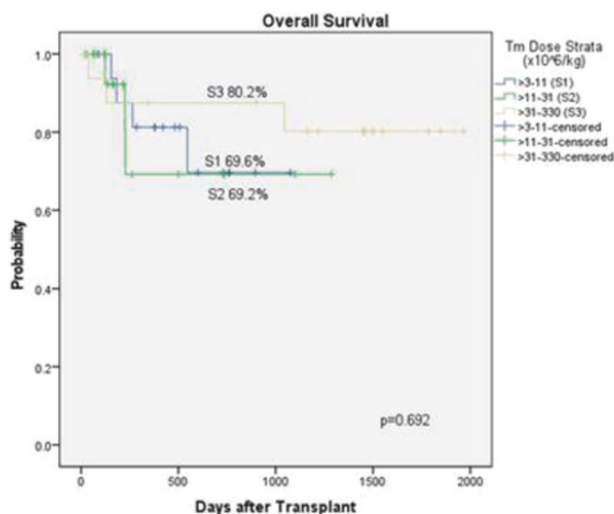 Overall Survival
Tm Dose Strata
(x10^6/kg)
>3-11 (S1)
>11-31 (S2)
>31-330 (S3)
>3-11-censored
>11-31-censored
>31-330-censored
1.0
0.8
0.6
0.4
0.2
0.0
Probability
S3 80.2%
S1 69.6%
S2 69.2%
p=0.692
0
500
1000
1500
2000
Days after Transplant